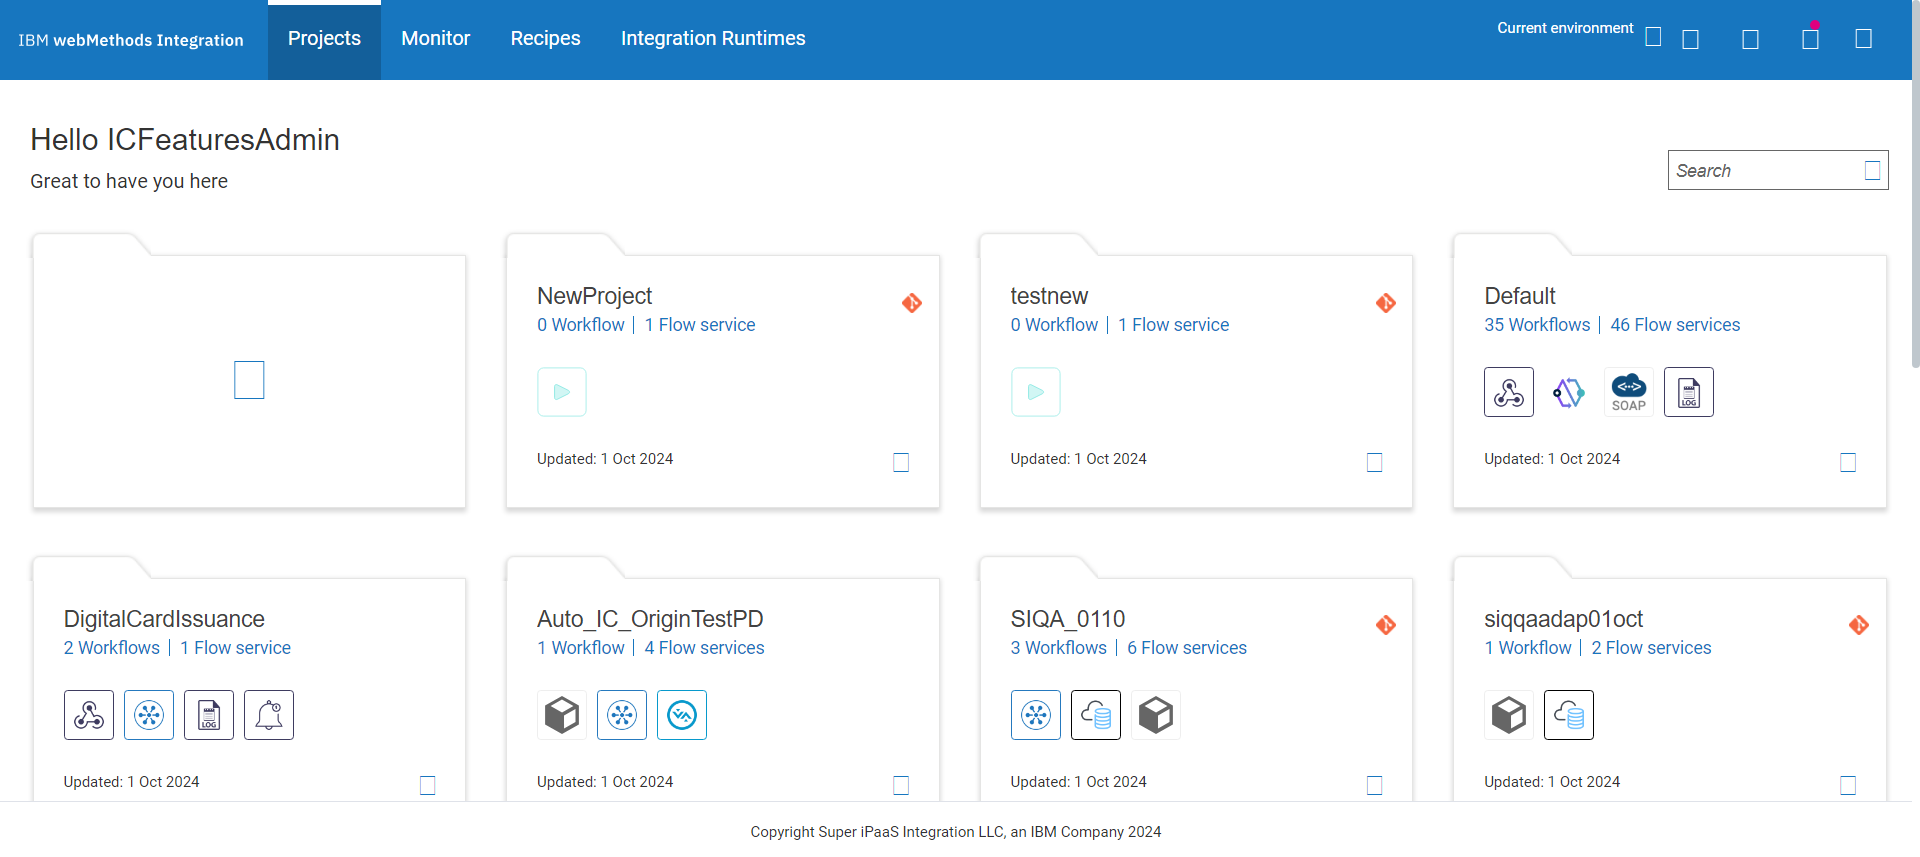 IBM webMethods Integration
Projects
Monitor
Recipes
Integration Runtimes
Current environment
Hello ICFeaturesAdmin
Great to have you here
Search
NewProject
0 Workflow | 1 Flow service
Updated: 1 Oct 2024
testnew
0 Workflow | 1 Flow service
Updated: 1 Oct 2024
Default
35 Workflows | 46 Flow services
SOAP
LOG
Updated: 1 Oct 2024
DigitalCardIssuance
2 Workflows | 1 Flow service
LOG
Updated: 1 Oct 2024
Auto_IC_OriginTestPD
1 Workflow | 4 Flow services
Updated: 1 Oct 2024
SIQA_0110
3 Workflows | 6 Flow services
Updated: 1 Oct 2024
siqqaadap01oct
1 Workflow | 2 Flow services
Updated: 1 Oct 2024
Copyright Super iPaaS Integration LLC, an IBM Company 2024